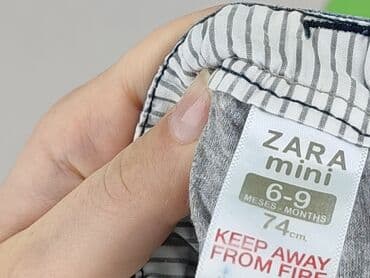 ZARA
mini
6-9
MESES - MONTHS
74cm.
KEEP AWAY
FROM FIRE